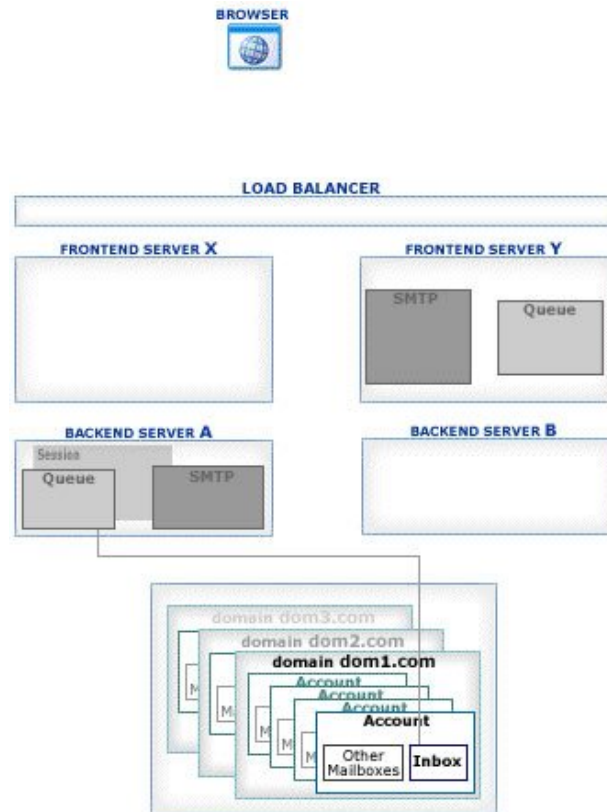 BROWSER
LOAD BALANCER
FRONTEND SERVER X
FRONTEND SERVER Y
SMTP
Queue
BACKEND SERVER A
BACKEND SERVER B
Session
Queue
SMTP
domain dom3.com
domain dom2.com
domain dom1.com
Account
Account
Account
Account
M
M
M
M
M
Other
Mailboxes
Inbox